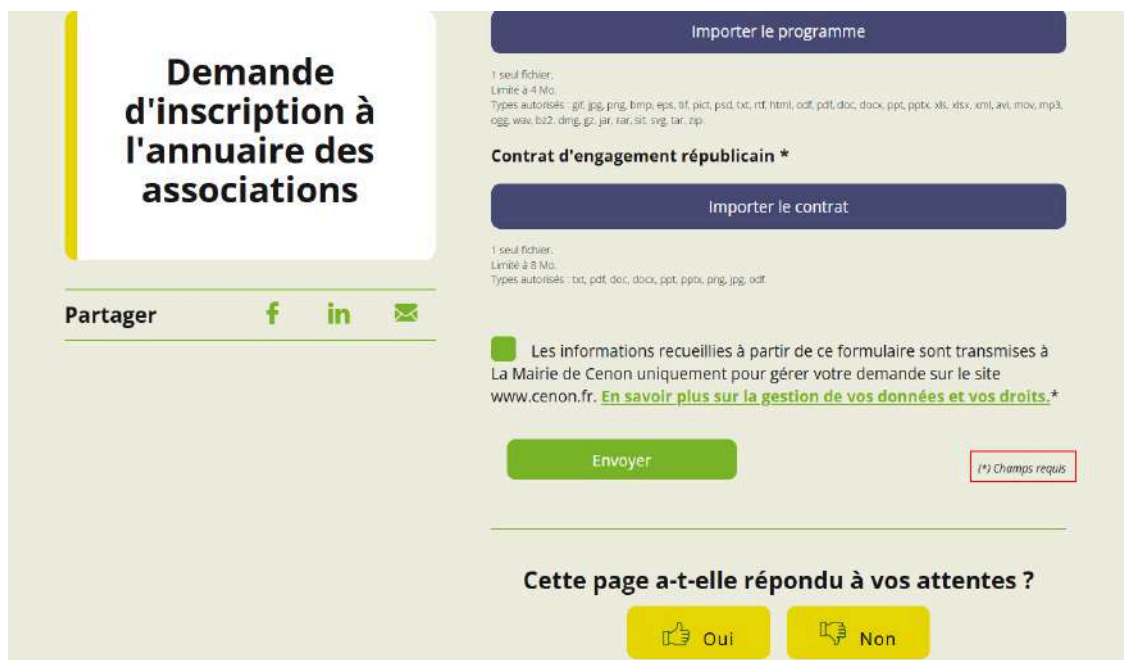 Demande
d'inscription à
l'annuaire des
associations
Partager
Importer le programme
1 seul fichier.
Limité à 4 Mo.
Types autorisés : gif, jpg, png, bmp, eps, tif, pict, psd, txt, rtf, html, odf, pdf, doc, docx, ppt, pptx, xls, xlsx, xml, avi, mov, mp3,
ogg, wav, bz2, dmg, gz, jar, rar, sit, svg, tar, zip.
Contrat d'engagement républicain *
Importer le contrat
1 seul fichier.
Limité à 8 Mo.
Types autorisés : txt, pdf, doc, docx, ppt, pptx, png, jpg, odf.
Les informations recueillies à partir de ce formulaire sont transmises à
La Mairie de Cenon uniquement pour gérer votre demande sur le site
www.cenon.fr. En savoir plus sur la gestion de vos données et vos droits.*
Envoyer
(*) Champs requis
Cette page a-t-elle répondu à vos attentes ?
Oui
Non